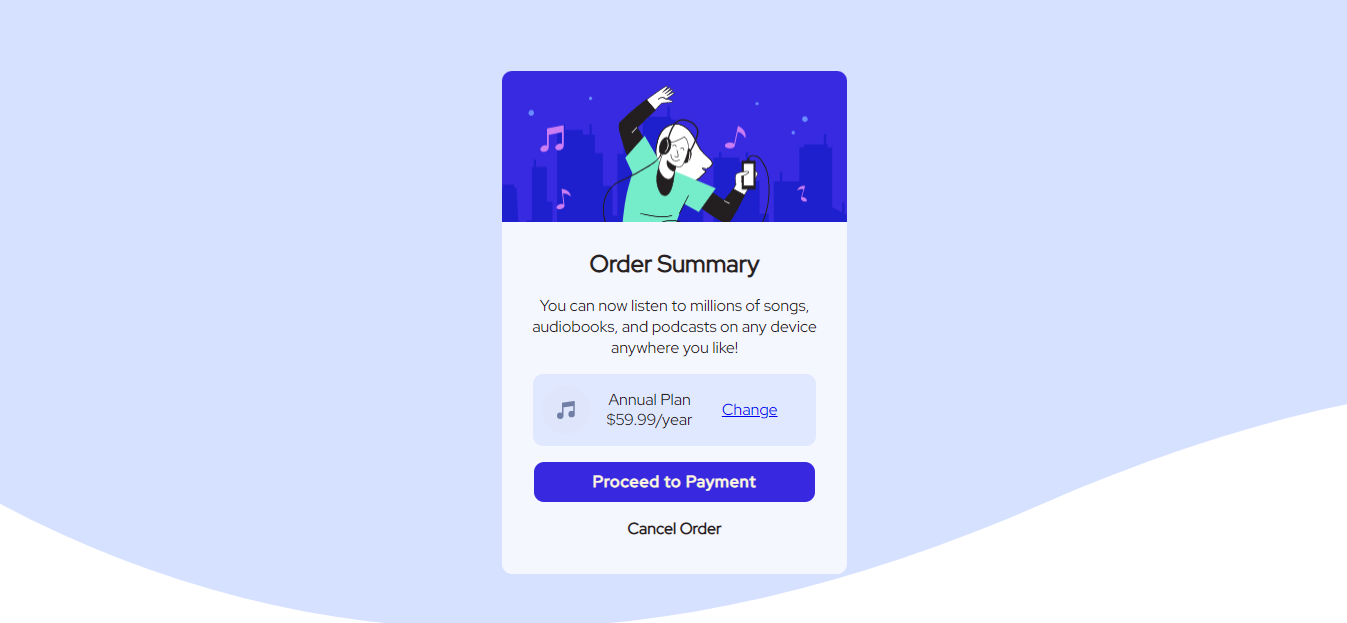 Order Summary
You can now listen to millions of songs,
audiobooks, and podcasts on any device
anywhere you like!
Annual Plan
$59.99/year
Change
Proceed to Payment
Cancel Order